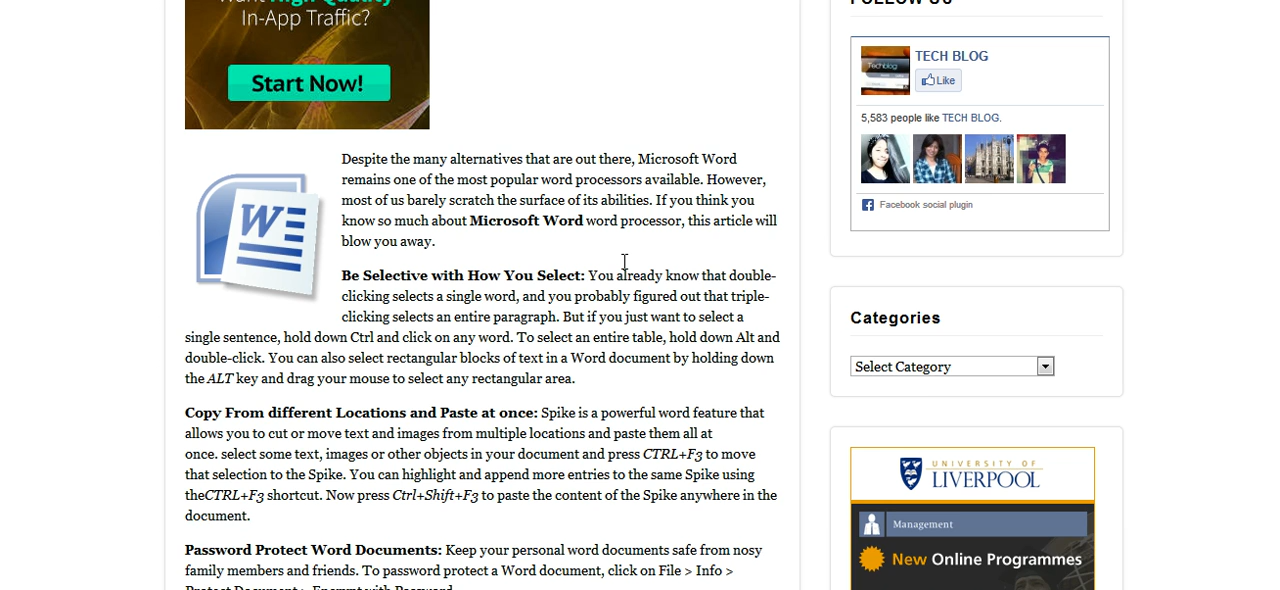 Want High Quality
In-App Traffic?
Start Now!
Despite the many alternatives that are out there, Microsoft Word
remains one of the most popular word processors available. However,
most of us barely scratch the surface of its abilities. If you think you
know so much about Microsoft Word word processor, this article will
blow you away.
W
Be Selective with How You Select: You already know that double-
clicking selects a single word, and you probably figured out that triple-
clicking selects an entire paragraph. But if you just want to select a
single sentence, hold down Ctrl and click on any word. To select an entire table, hold down Alt and
double-click. You can also select rectangular blocks of text in a Word document by holding down
the ALT key and drag your mouse to select any rectangular area.
Copy From different Locations and Paste at once: Spike is a powerful word feature that
allows you to cut or move text and images from multiple locations and paste them all at
once. select some text, images or other objects in your document and press CTRL+F3 to move
that selection to the Spike. You can highlight and append more entries to the same Spike using
theCTRL+F3 shortcut. Now press Ctrl+Shift+F3 to paste the content of the Spike anywhere in the
document.
Password Protect Word Documents: Keep your personal word documents safe from nosy
family members and friends. To password protect a Word document, click on File > Info >
Protect Document > Encrypt with Password
FOLLOW US
Techblog
TECH BLOG
Like
5,583 people like TECH BLOG.
Facebook social plugin
Categories
Select Category
UNIVERSITY OF
LIVERPOOL
Management
New Online Programmes